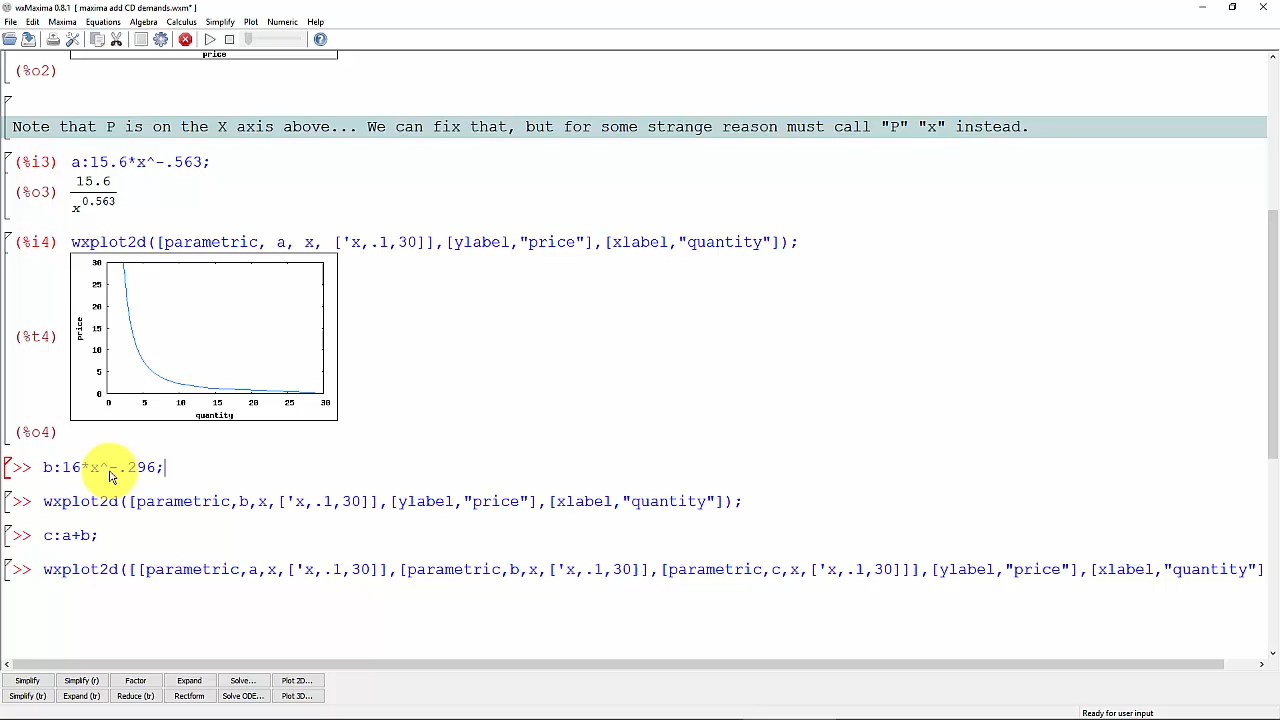 wxMaxima 0.8.1 [ maxima add CD demands.wxm* ]
File Edit Maxima Equations Algebra Calculus Simplify Plot Numeric Help
price
(%o2)
Note that P is on the X axis above... We can fix that, but for some strange reason must call "P" "x" instead.
(%i3) a:15.6*x^-.563;
15.6
(%o3)
x^0.563
(%i4) wxplot2d([parametric, a, x, ['x,.1,30]],[ylabel,"price"],[xlabel,"quantity"]);
30
25
20
15
10
5
0
price
(%t4)
0 5 10 15 20 25 30
quantity
(%o4)
>> b:16*x^-.296;
>> wxplot2d([parametric,b,x,['x,.1,30]],[ylabel,"price"],[xlabel,"quantity"]);
>> c:a+b;
>> wxplot2d([[parametric,a,x,['x,.1,30]],[parametric,b,x,['x,.1,30]],[parametric,c,x,['x,.1,30]]],[ylabel,"price"],[xlabel,"quantity"]
Simplify Simplify (r) Factor Expand Solve... Plot 2D...
Simplify (tr) Expand (tr) Reduce (tr) Rectform Solve ODE... Plot 3D...
Ready for user input